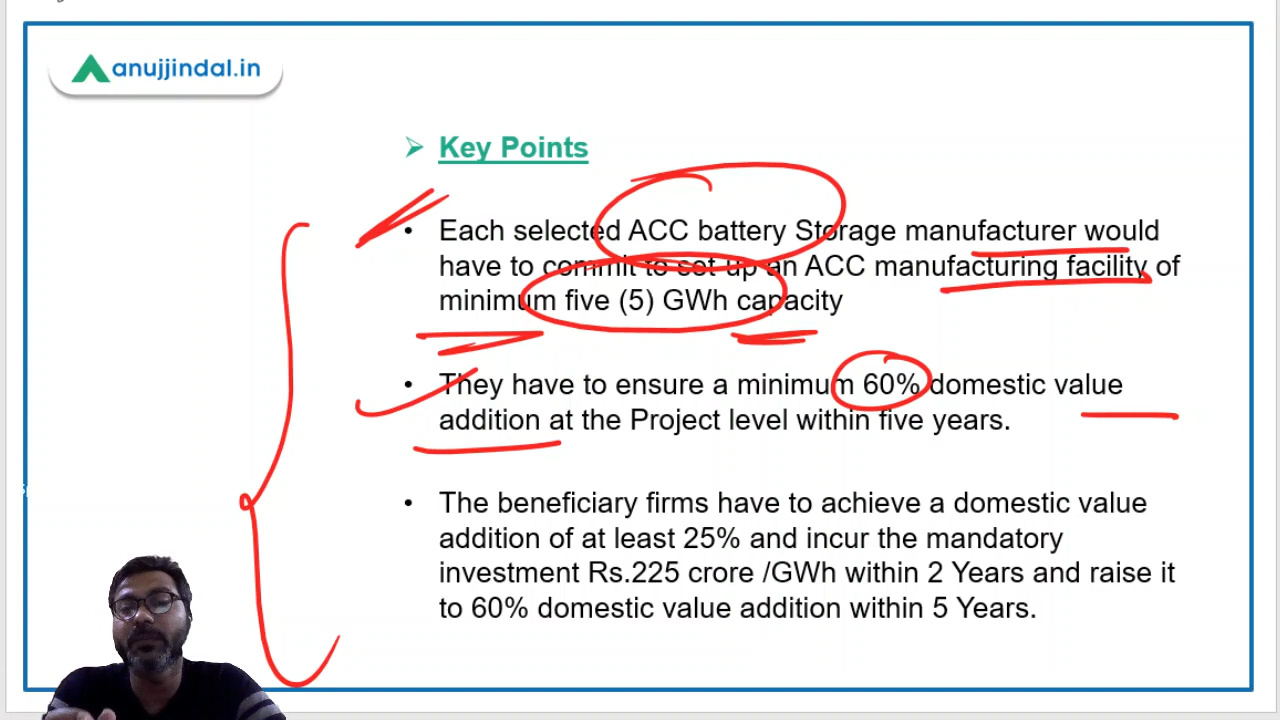 anujjindal.in
Key Points
Each selected ACC battery Storage manufacturer would
have to commit to set up an ACC manufacturing facility of
minimum five (5) GWh capacity
They have to ensure a minimum 60% domestic value
addition at the Project level within five years.
The beneficiary firms have to achieve a domestic value
addition of at least 25% and incur the mandatory
investment Rs.225 crore /GWh within 2 Years and raise it
to 60% domestic value addition within 5 Years.